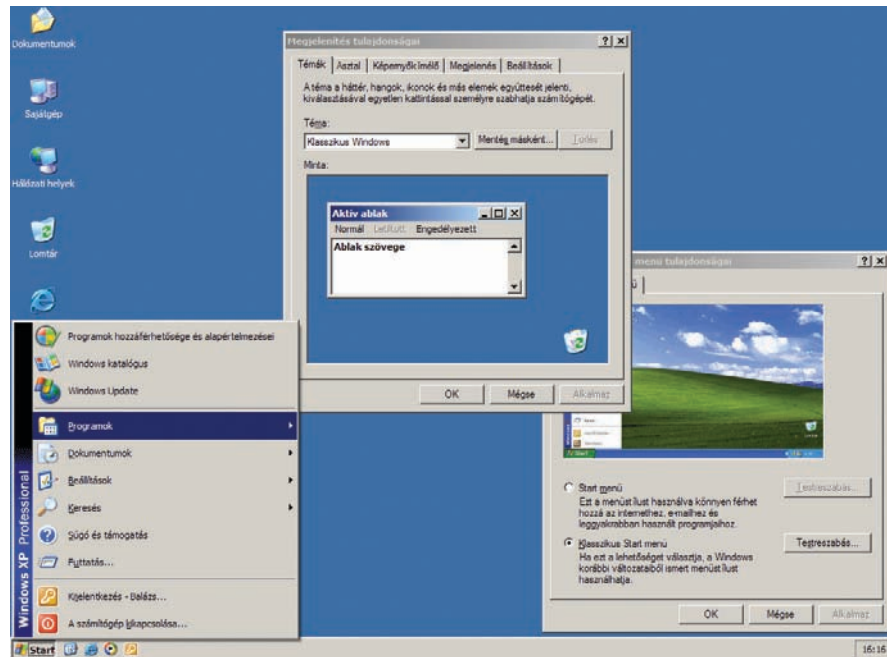 Dokumentumok
Sajátgép
Hálózati helyek
Lomtár
Megjelenítés tulajdonságai
Témák
Asztal
Képernyőkímélő
Megjelenés
Beállítások
A téma a háttér, hangok, ikonok és más elemek együttesét jelenti,
kiválasztásával egyetlen kattintással személyre szabhatja számítógépét.
Téma:
Klasszikus Windows
Mentés másként...
Törlés
Minta:
Aktív ablak
Normál Letiltott Engedélyezett
Ablak szövege
OK
Mégse
Alkalmaz
menü tulajdonságai
ü
Start menü
Ezt a menüstílust használva könnyen férhet
hozzá az internethez, e-mailhez és
leggyakrabban használt programjaihoz.
Testreszabás...
Klasszikus Start menü
Ha ezt a lehetőséget választja, a Windows
korábbi változataiból ismert menüstílust
használhatja.
Testreszabás...
OK
Mégse
Alkalmaz
Windows XP Professional
Programok hozzáférhetősége és alapértelmezései
Windows katalógus
Windows Update
Programok
Dokumentumok
Beállítások
Keresés
Súgó és támogatás
Futtatás...
Kijelentkezés - Balázs...
A számítógép kikapcsolása...
Start
16:16